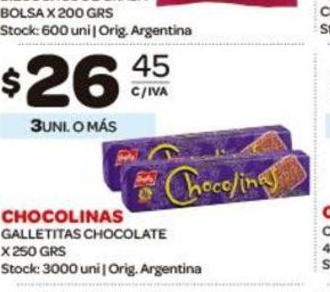 BOLSA X 200 GRS
Stock: 600 uni | Orig. Argentina
$26 45
C/IVA
3UNI. O MÁS
Bagley
Chocolinas
CHOCOLINAS
GALLETITAS CHOCOLATE
X 250 GRS
Stock: 3000 uni | Orig. Argentina